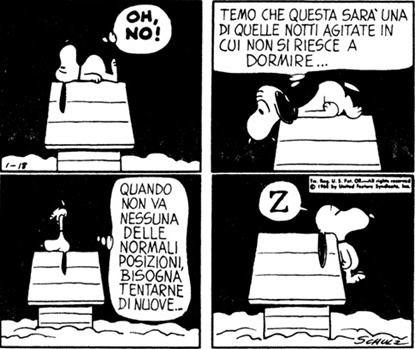 OH,
NO!
1-18
TEMO CHE QUESTA SARA' UNA
DI QUELLE NOTTI AGITATE IN
CUI NON SI RIESCE A
DORMIRE...
QUANDO
NON VA
NESSUNA
DELLE
NORMALI
POSIZIONI,
BISOGNA
TENTARNE
DI NUOVE...
Tm. Reg. U. S. Pat. Off.—All rights reserved
© 1966 by United Feature Syndicate, Inc.
Z
SCHULZ